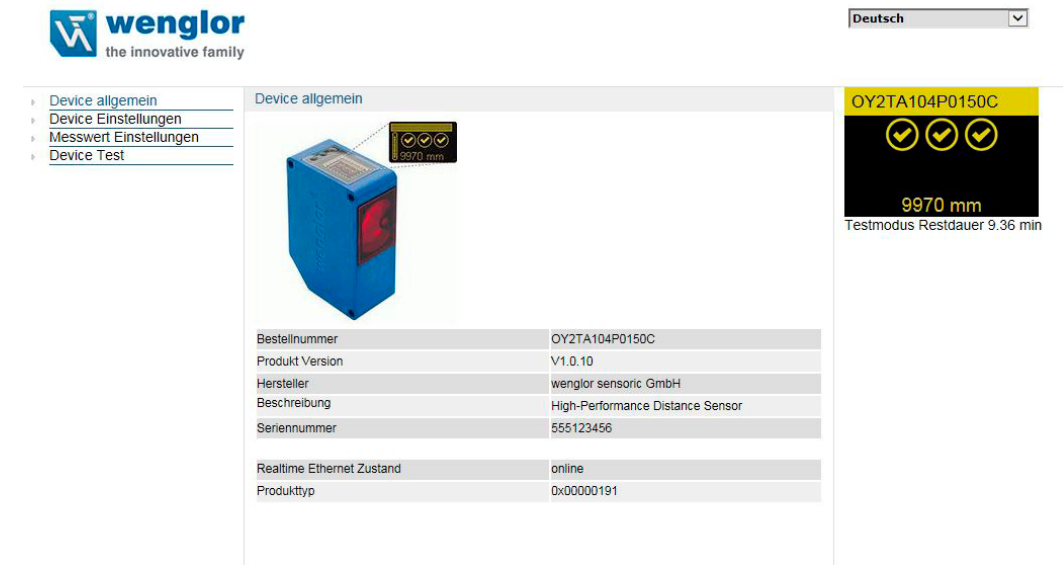 wenglor
the innovative family
Deutsch
Device allgemein
Device Einstellungen
Messwert Einstellungen
Device Test
Device allgemein
9970 mm
wenglor
Bestellnummer OY2TA104P0150C
Produkt Version V1.0.10
Hersteller wenglor sensoric GmbH
Beschreibung High-Performance Distance Sensor
Seriennummer 555123456
Realtime Ethernet Zustand online
Produkttyp 0x00000191
OY2TA104P0150C
9970 mm
Testmodus Restdauer 9.36 min